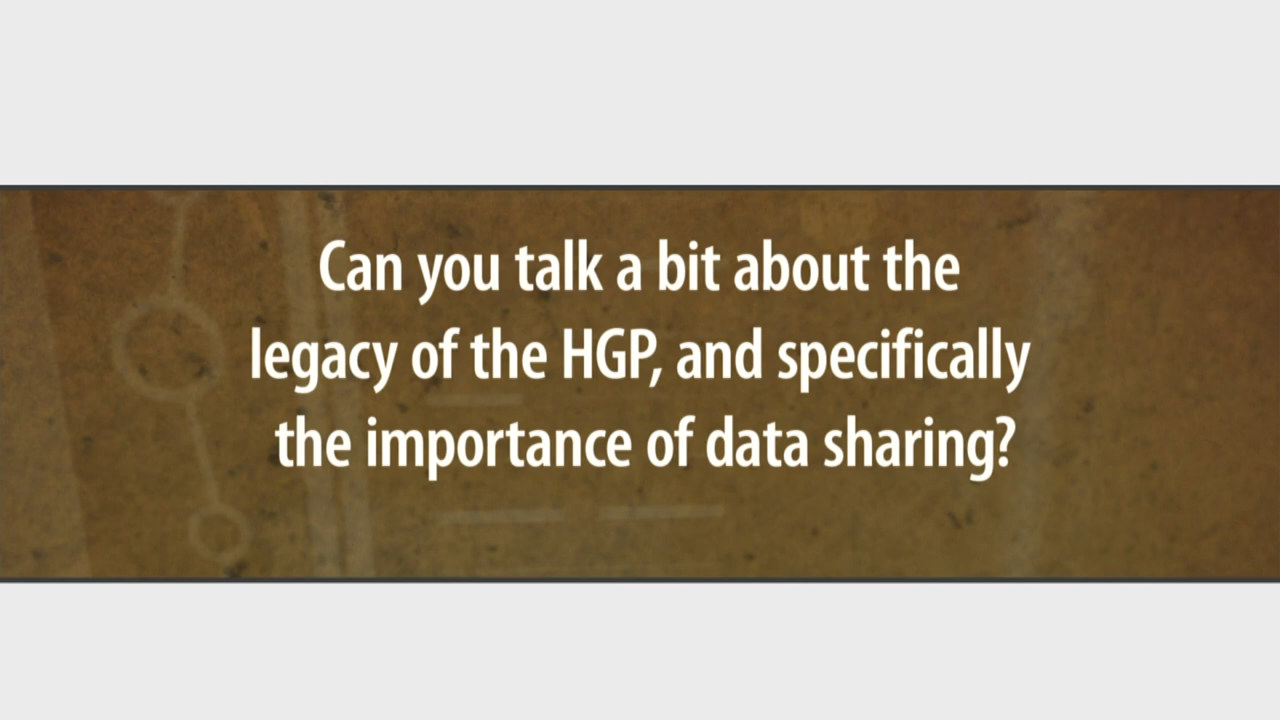 Can you talk a bit about the
legacy of the HGP, and specifically
the importance of data sharing?